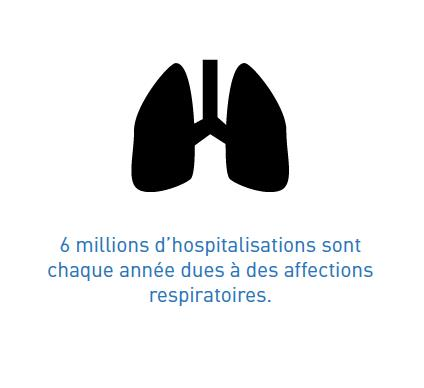 6 millions d’hospitalisations sont
chaque année dues à des affections
respiratoires.